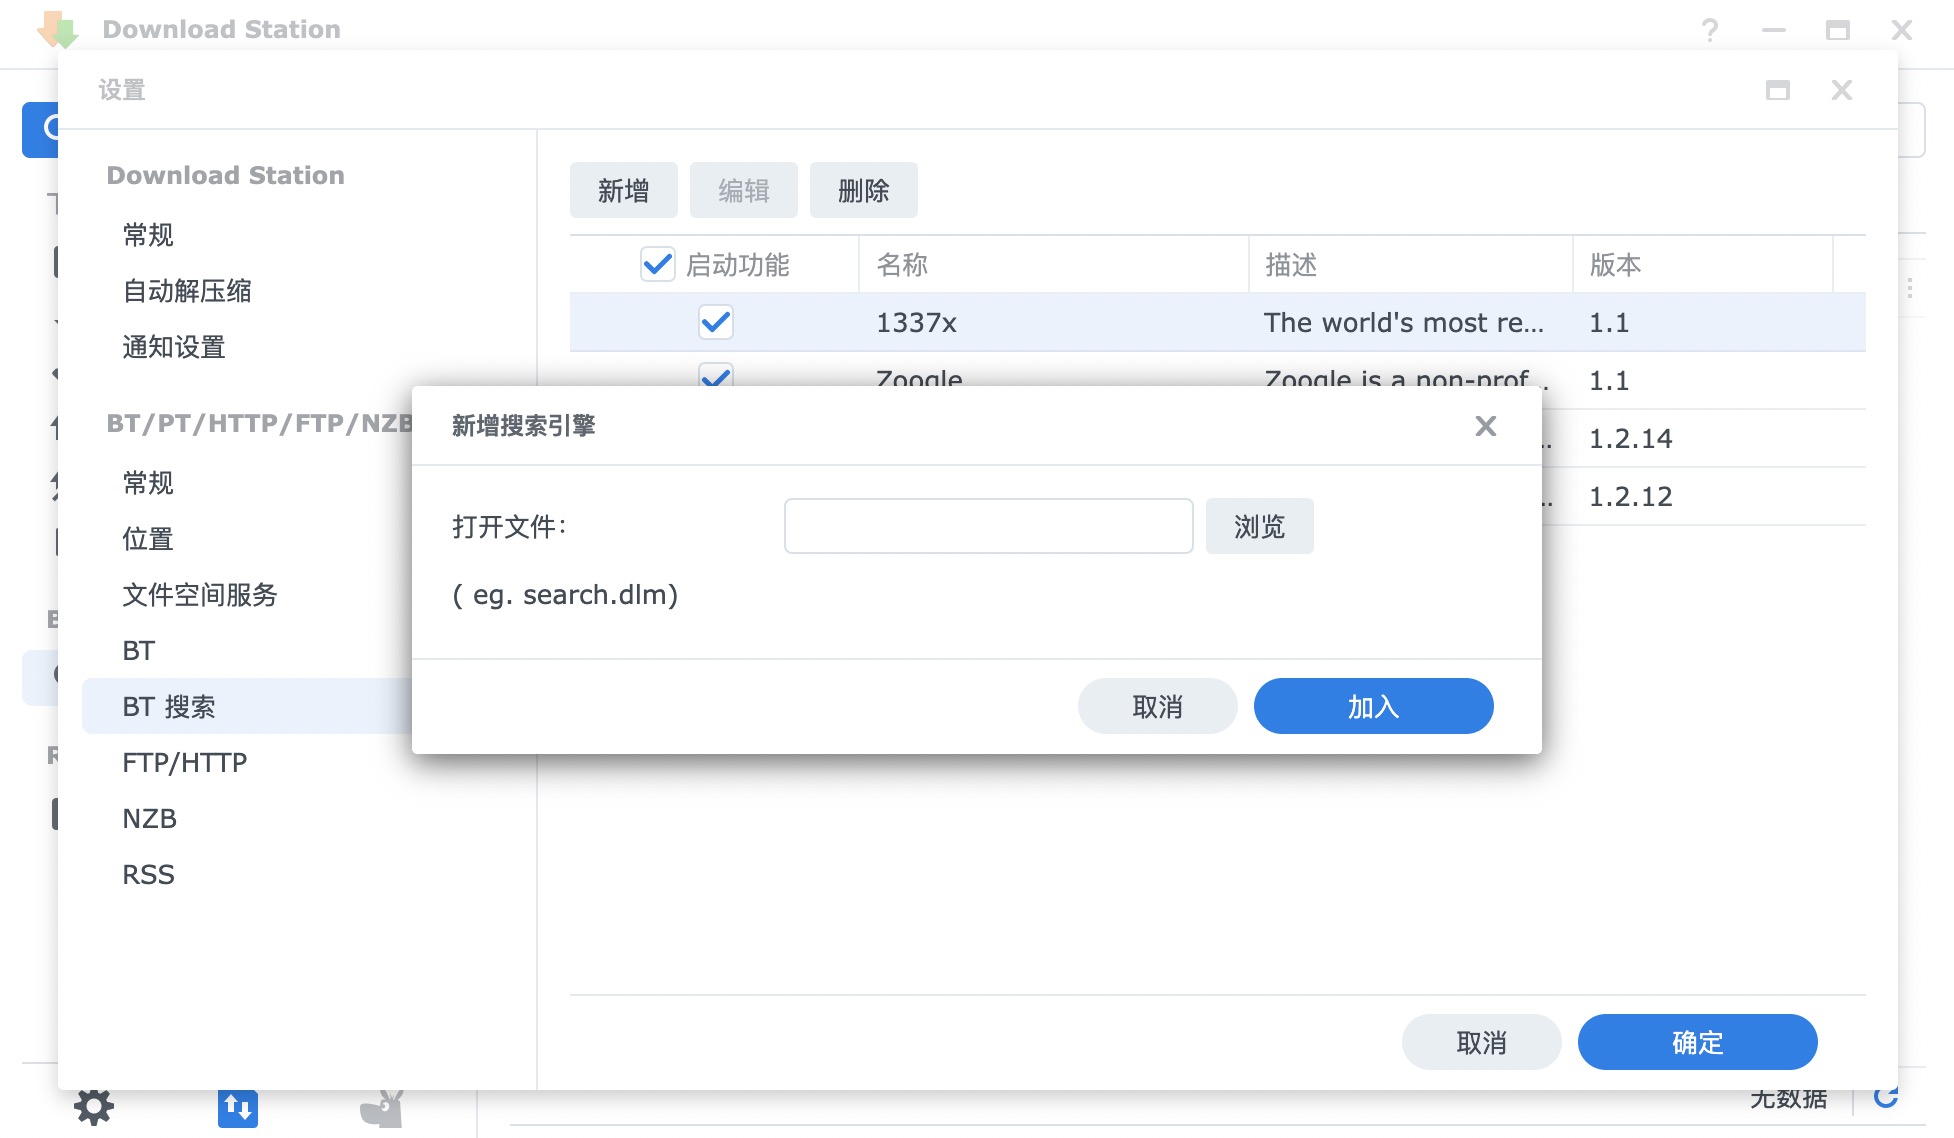 Download Station
设置
Download Station
常规
自动解压缩
通知设置
BT/PT/HTTP/FTP/NZB
常规
位置
文件空间服务
BT
BT 搜索
FTP/HTTP
NZB
RSS
新增 编辑 删除
启动功能 名称 描述 版本
1337x The world's most re... 1.1
Zoogle Zoogle is a non-prof... 1.1
1.2.14
1.2.12
新增搜索引擎
打开文件：
浏览
( eg. search.dlm)
取消 加入
取消 确定
无数据